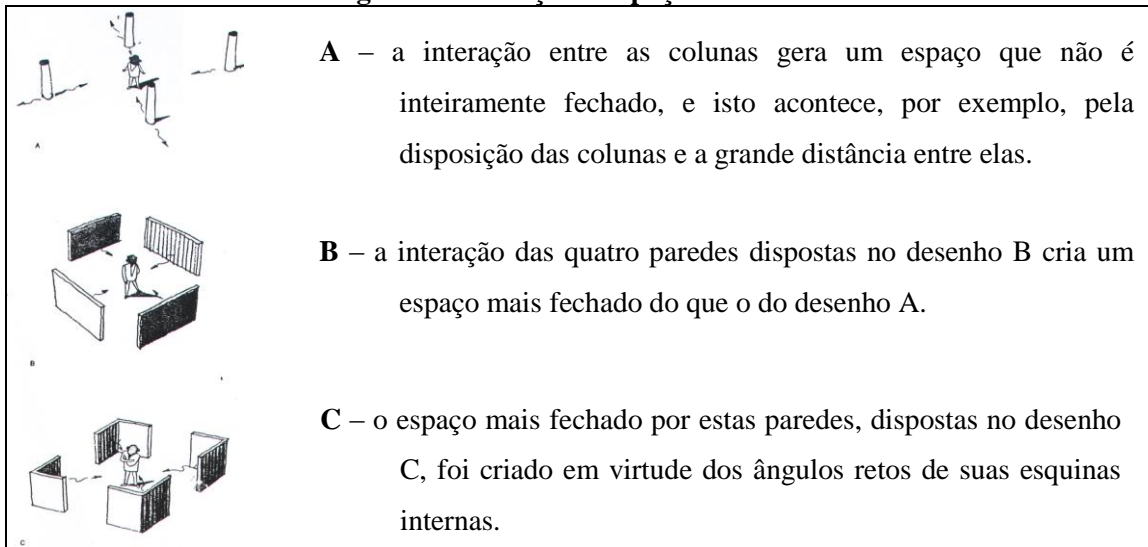 A – a interação entre as colunas gera um espaço que não é
inteiramente fechado, e isto acontece, por exemplo, pela
disposição das colunas e a grande distância entre elas.
A
B – a interação das quatro paredes dispostas no desenho B cria um
espaço mais fechado do que o do desenho A.
B
C – o espaço mais fechado por estas paredes, dispostas no desenho
C, foi criado em virtude dos ângulos retos de suas esquinas
internas.
C